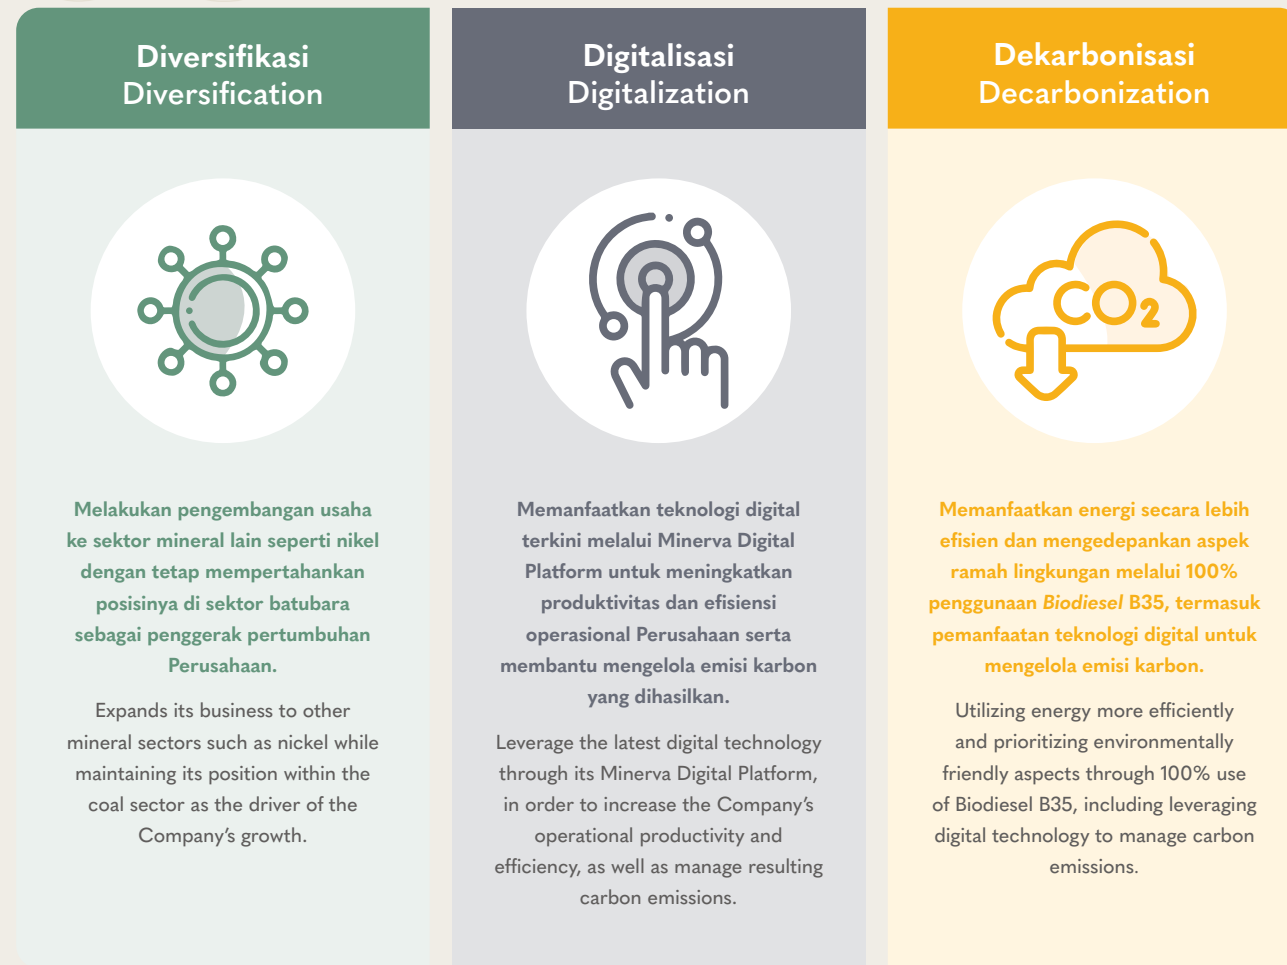 Diversifikasi
Diversification
Melakukan pengembangan usaha
ke sektor mineral lain seperti nikel
dengan tetap mempertahankan
posisinya di sektor batubara
sebagai penggerak pertumbuhan
Perusahaan.
Expands its business to other
mineral sectors such as nickel while
maintaining its position within the
coal sector as the driver of the
Company's growth.
Digitalisasi
Digitalization
Memanfaatkan teknologi digital
terkini melalui Minerva Digital
Platform untuk meningkatkan
produktivitas dan efisiensi
operasional Perusahaan serta
membantu mengelola emisi karbon
yang dihasilkan.
Leverage the latest digital technology
through its Minerva Digital Platform,
in order to increase the Company's
operational productivity and
efficiency, as well as manage resulting
carbon emissions.
Dekarbonisasi
Decarbonization
CO2
Memanfaatkan energi secara lebih
efisien dan mengedepankan aspek
ramah lingkungan melalui 100%
penggunaan Biodiesel B35, termasuk
pemanfaatan teknologi digital untuk
mengelola emisi karbon.
Utilizing energy more efficiently
and prioritizing environmentally
friendly aspects through 100% use
of Biodiesel B35, including leveraging
digital technology to manage carbon
emissions.